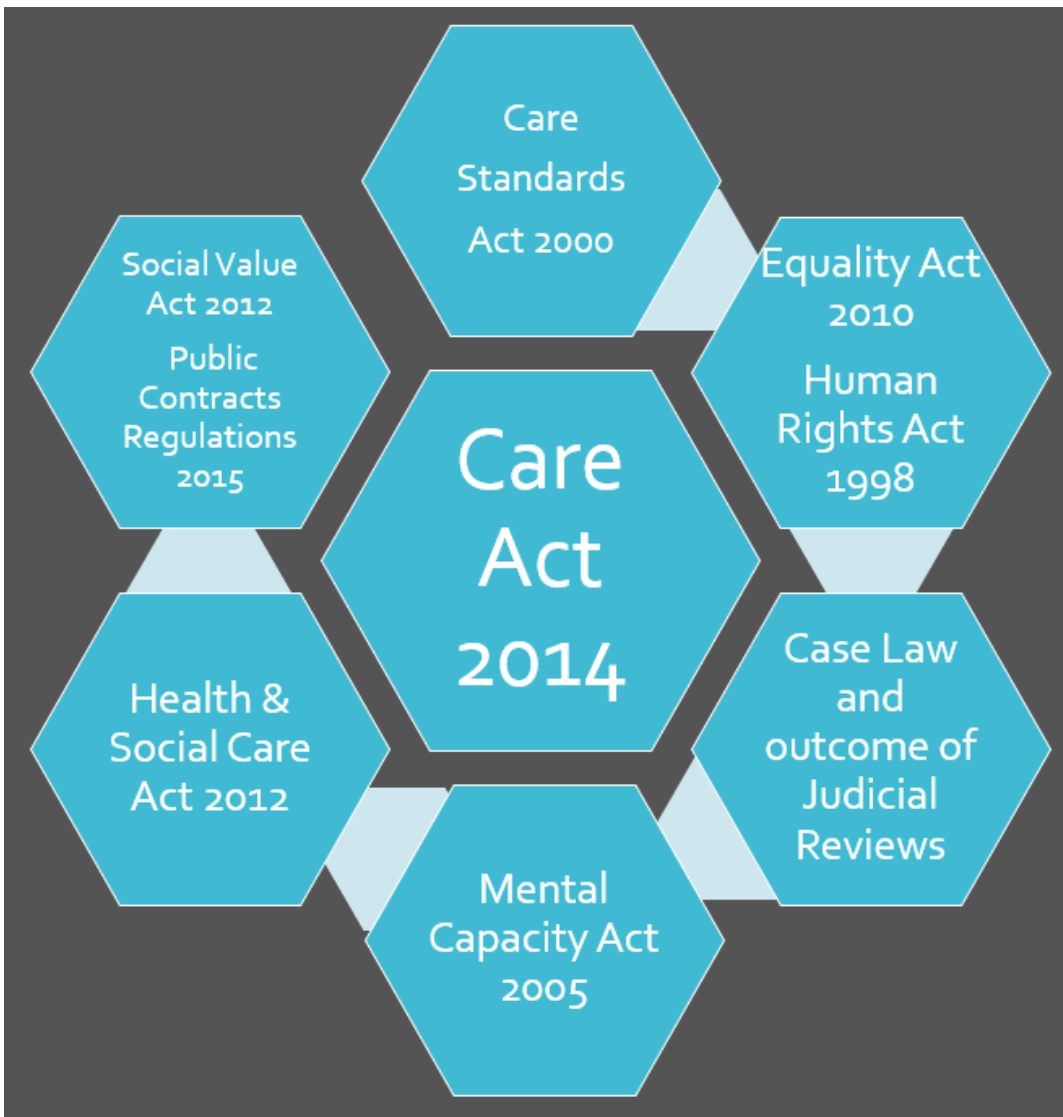 Care
Standards
Act 2000
Equality Act
2010
Human
Rights Act
1998
Case Law
and
outcome of
Judicial
Reviews
Mental
Capacity Act
2005
Health &
Social Care
Act 2012
Social Value
Act 2012
Public
Contracts
Regulations
2015
Care
Act
2014